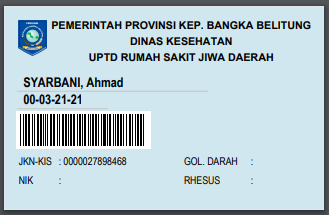 PEMERINTAH PROVINSI KEP. BANGKA BELITUNG
DINAS KESEHATAN
UPTD RUMAH SAKIT JIWA DAERAH
SYARBANI, Ahmad
00-03-21-21
JKN-KIS : 0000027898468 GOL. DARAH :
NIK : RHESUS :